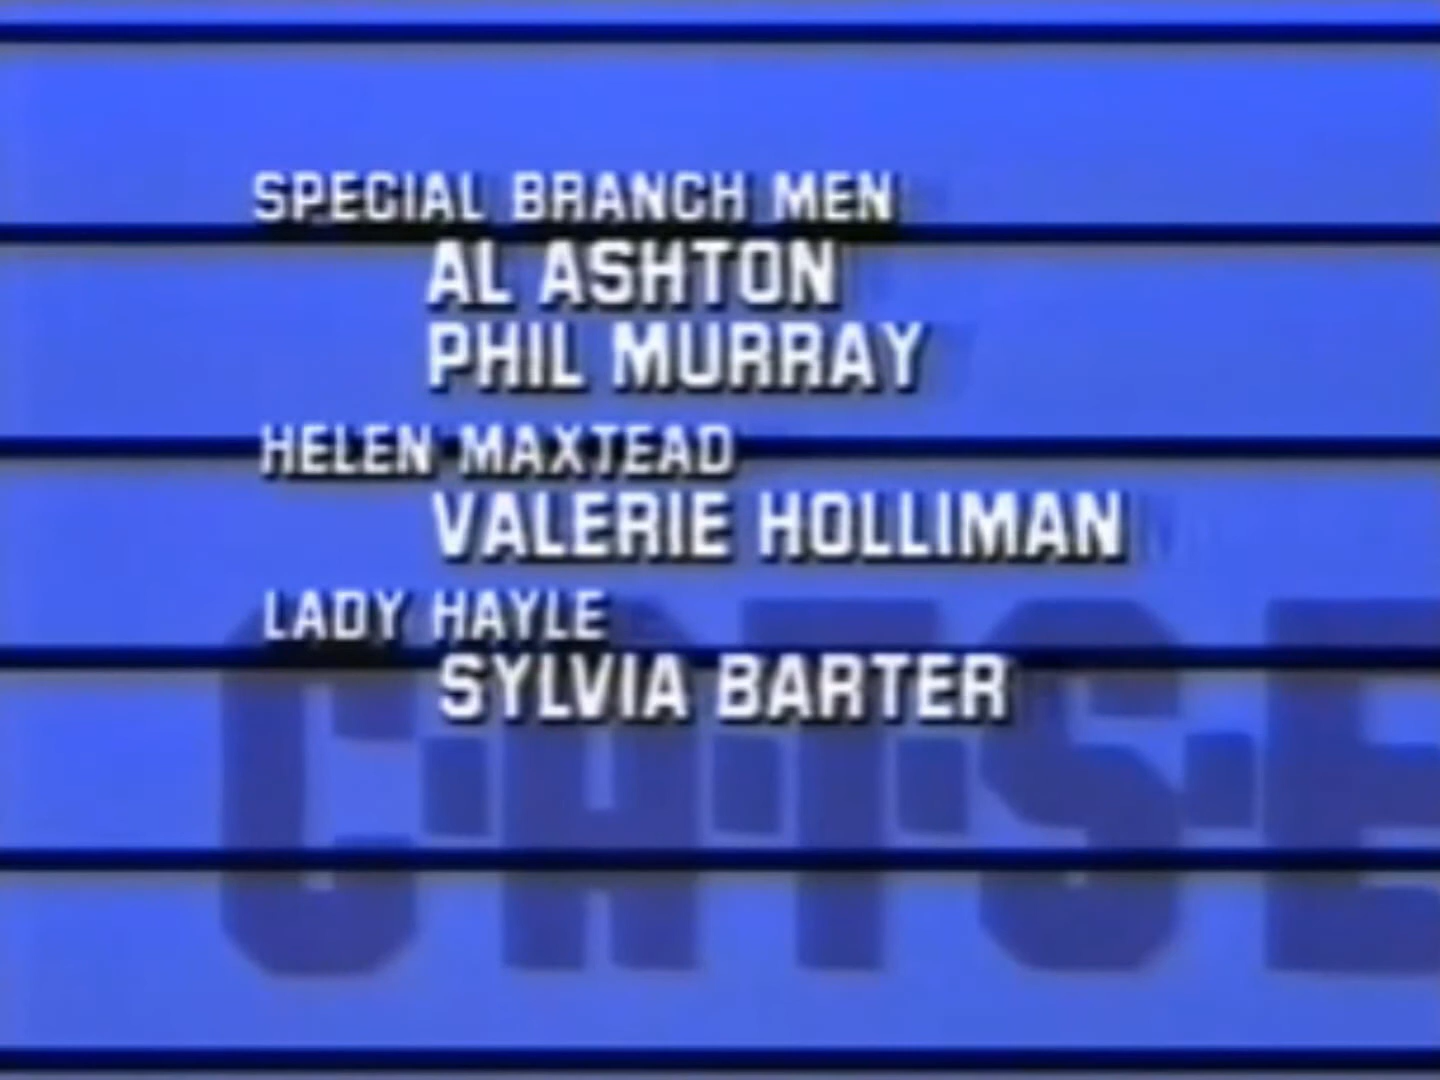 SPECIAL BRANCH MEN
AL ASHTON
PHIL MURRAY
HELEN MAXTEAD
VALERIE HOLLIMAN
LADY HAYLE
SYLVIA BARTER
C·A·T·S·E